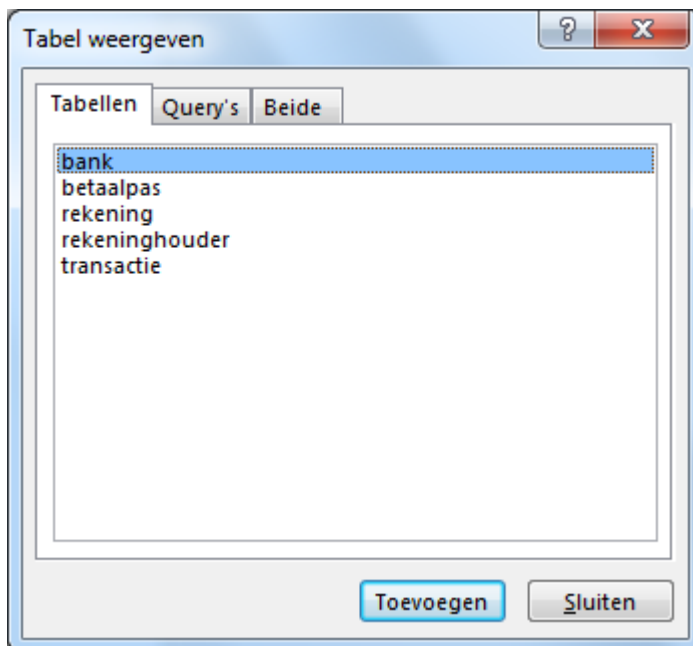 Tabel weergeven
Tabellen Query's Beide
bank
betaalpas
rekening
rekeninghouder
transactie
Toevoegen Sluiten